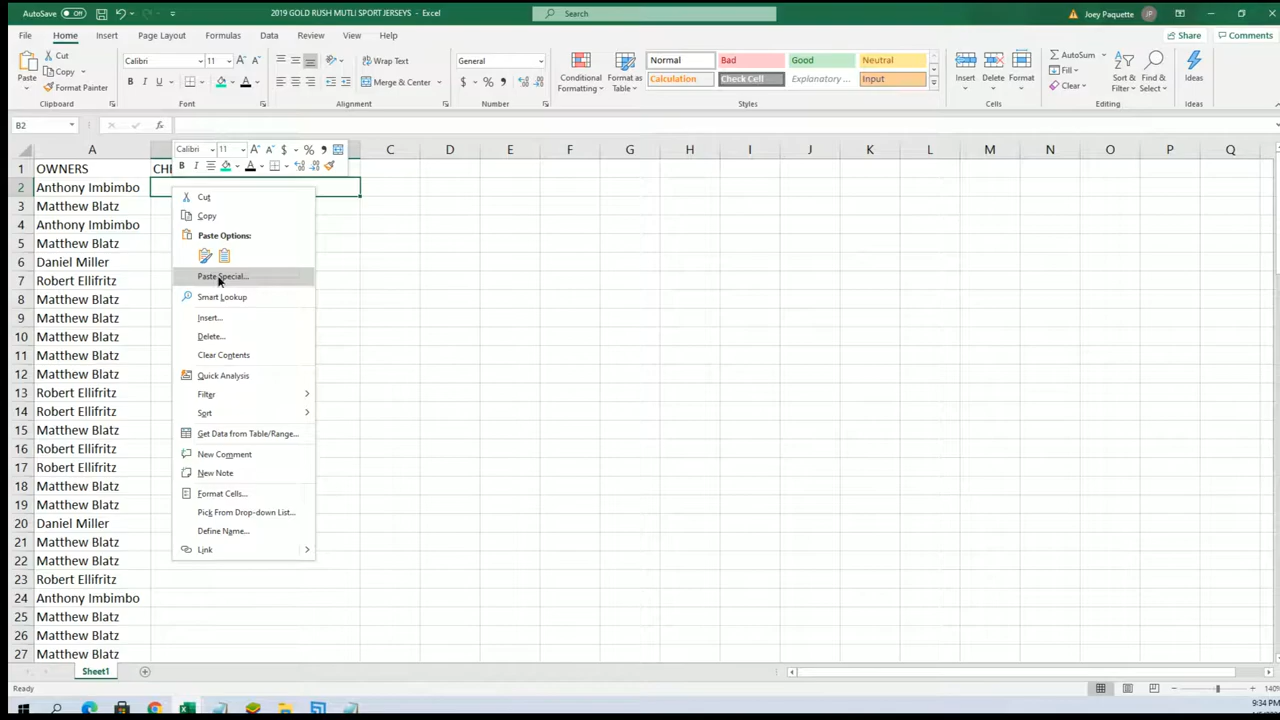 AutoSave Off 2019 GOLD RUSH MUTLI SPORT JERSEYS - Excel Search Joey Paquette JP
File Home Insert Page Layout Formulas Data Review View Help Share Comments
Paste Cut Copy Format Painter
Calibri 11
B I U
Wrap Text
Merge & Center
General
$ % ,
Conditional Formatting
Format as Table
Normal Bad Good Neutral
Calculation Check Cell Explanatory ... Input
Insert Delete Format
AutoSum
Fill
Clear
Sort & Filter
Find & Select
Ideas
Clipboard Font Alignment Number Styles Cells Editing Ideas
B2 fx
Calibri 11 A A $ % ,
B I A
A C D E F G H I J K L M N O P Q
1 OWNERS CHE
2 Anthony Imbimbo
3 Matthew Blatz
4 Anthony Imbimbo
5 Matthew Blatz
6 Daniel Miller
7 Robert Ellifritz
8 Matthew Blatz
9 Matthew Blatz
10 Matthew Blatz
11 Matthew Blatz
12 Matthew Blatz
13 Robert Ellifritz
14 Robert Ellifritz
15 Matthew Blatz
16 Robert Ellifritz
17 Robert Ellifritz
18 Matthew Blatz
19 Matthew Blatz
20 Daniel Miller
21 Matthew Blatz
22 Matthew Blatz
23 Robert Ellifritz
24 Anthony Imbimbo
25 Matthew Blatz
26 Matthew Blatz
27 Matthew Blatz
Cut
Copy
Paste Options:
Paste Special...
Smart Lookup
Insert...
Delete...
Clear Contents
Quick Analysis
Filter
Sort
Get Data from Table/Range...
New Comment
New Note
Format Cells...
Pick From Drop-down List...
Define Name...
Link
Sheet1
Ready 140%
9:34 PM